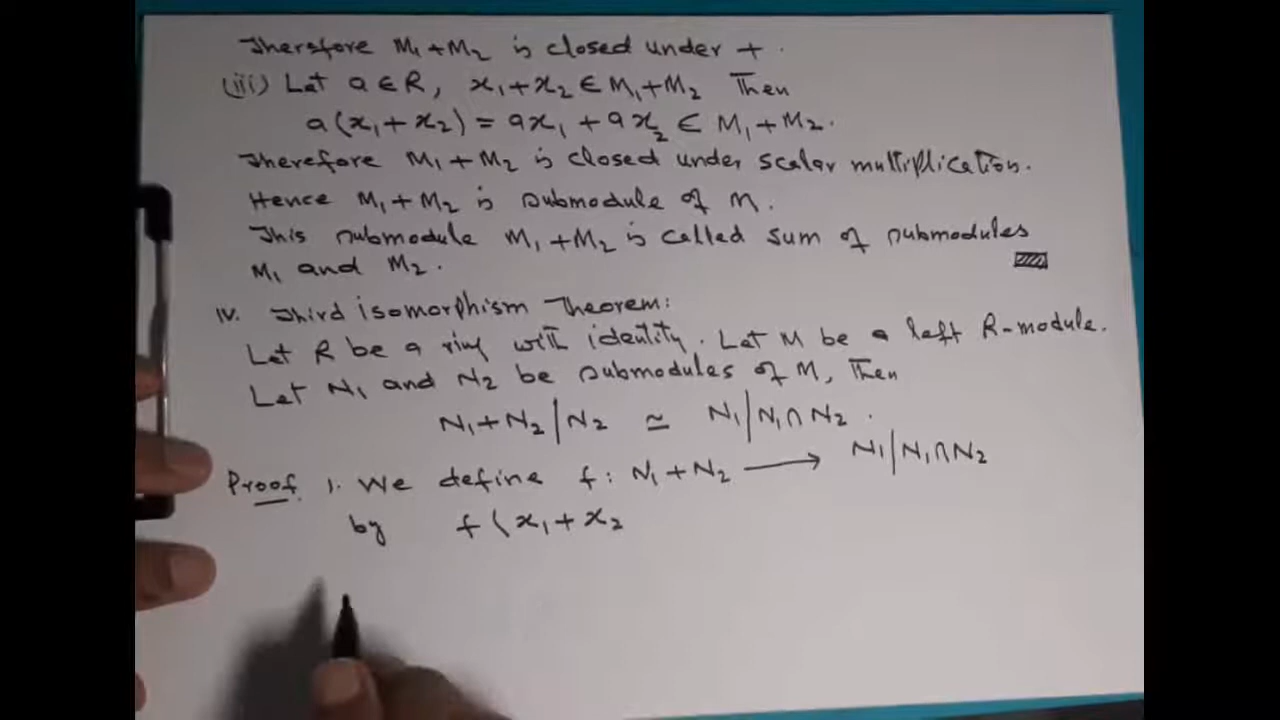 Therefore M₁+M₂ is closed under +.
(iii) Let a ∈ R, x₁+x₂ ∈ M₁+M₂ Then
a(x₁+x₂) = ax₁ + ax₂ ∈ M₁+M₂.
Therefore M₁+M₂ is closed under scalar multiplication.
Hence M₁+M₂ is submodule of M.
This submodule M₁+M₂ is called sum of submodules
M₁ and M₂.
IV. Third isomorphism Theorem:
Let R be a ring with identity. Let M be a left R-module.
Let N₁ and N₂ be submodules of M, Then
N₁+N₂/N₂ ≃ N₁/N₁∩N₂.
Proof. 1. We define f: N₁+N₂ ⟶ N₁/N₁∩N₂
by f(x₁+x₂